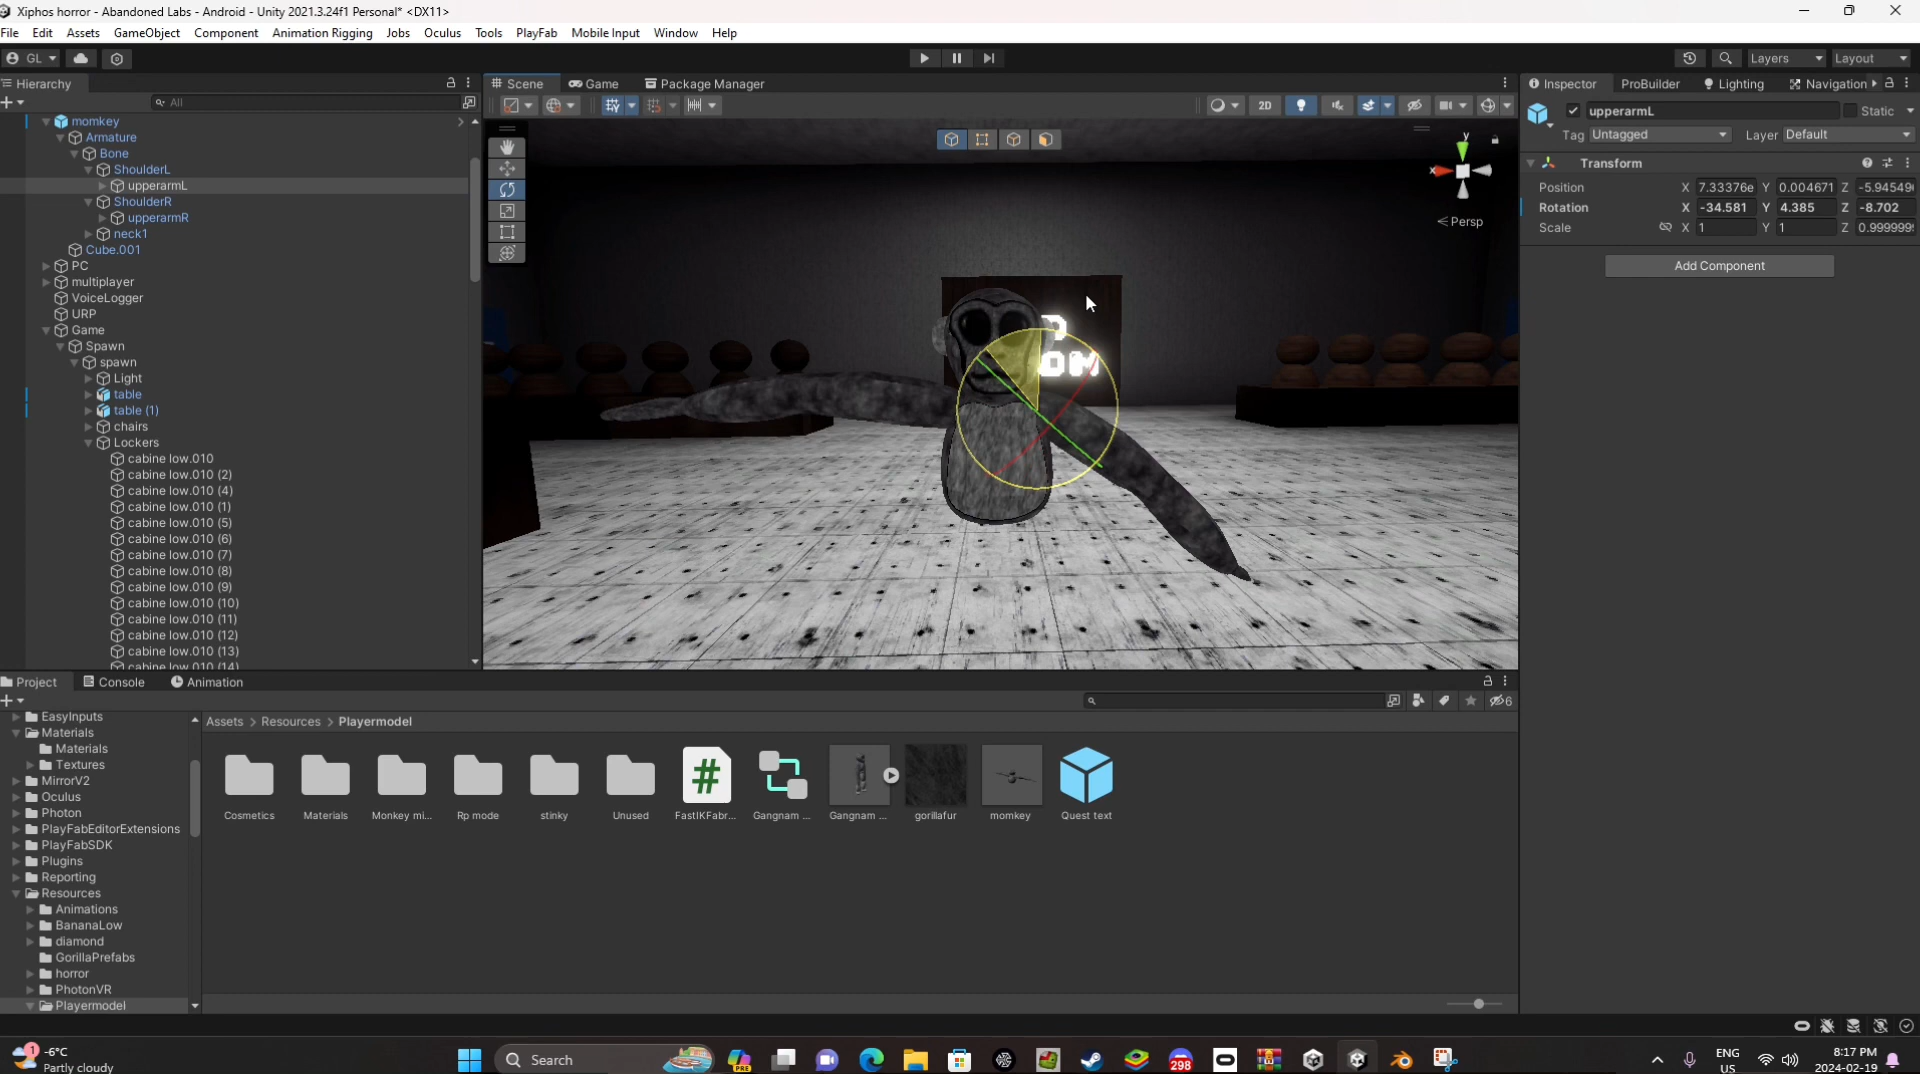 Xiphos horror - Abandoned Labs - Android - Unity 2021.3.24f1 Personal* <DX11>
File Edit Assets GameObject Component Animation Rigging Jobs Oculus Tools PlayFab Mobile Input Window Help
GL
Layers
Layout
Hierarchy
Scene
Game
Package Manager
Inspector
ProBuilder
Lighting
Navigation
All
2D
momkey
Armature
Bone
ShoulderL
upperarmL
ShoulderR
upperarmR
neck1
Cube.001
PC
multiplayer
VoiceLogger
URP
Game
Spawn
spawn
Light
table
table (1)
chairs
Lockers
cabine low.010
cabine low.010 (2)
cabine low.010 (4)
cabine low.010 (1)
cabine low.010 (5)
cabine low.010 (6)
cabine low.010 (7)
cabine low.010 (8)
cabine low.010 (9)
cabine low.010 (10)
cabine low.010 (11)
cabine low.010 (12)
cabine low.010 (13)
cabine low.010 (14)
y
x
Persp
OM
upperarmL
Static
Tag Untagged
Layer Default
Transform
Position X 7.33376e Y 0.004671 Z -5.94549
Rotation X -34.581 Y 4.385 Z -8.702
Scale X 1 Y 1 Z 0.999999
Add Component
Project
Console
Animation
6
EasyInputs
Materials
Materials
Textures
MirrorV2
Oculus
Photon
PlayFabEditorExtensions
PlayFabSDK
Plugins
Reporting
Resources
Animations
BananaLow
diamond
GorillaPrefabs
horror
PhotonVR
Playermodel
Assets > Resources > Playermodel
Cosmetics
Materials
Monkey mi...
Rp mode
stinky
Unused
FastIKFabr...
Gangnam ...
Gangnam ...
gorillafur
momkey
Quest text
1
-6°C
Partly cloudy
Search
PRE
298
ENG
US
8:17 PM
2024-02-19